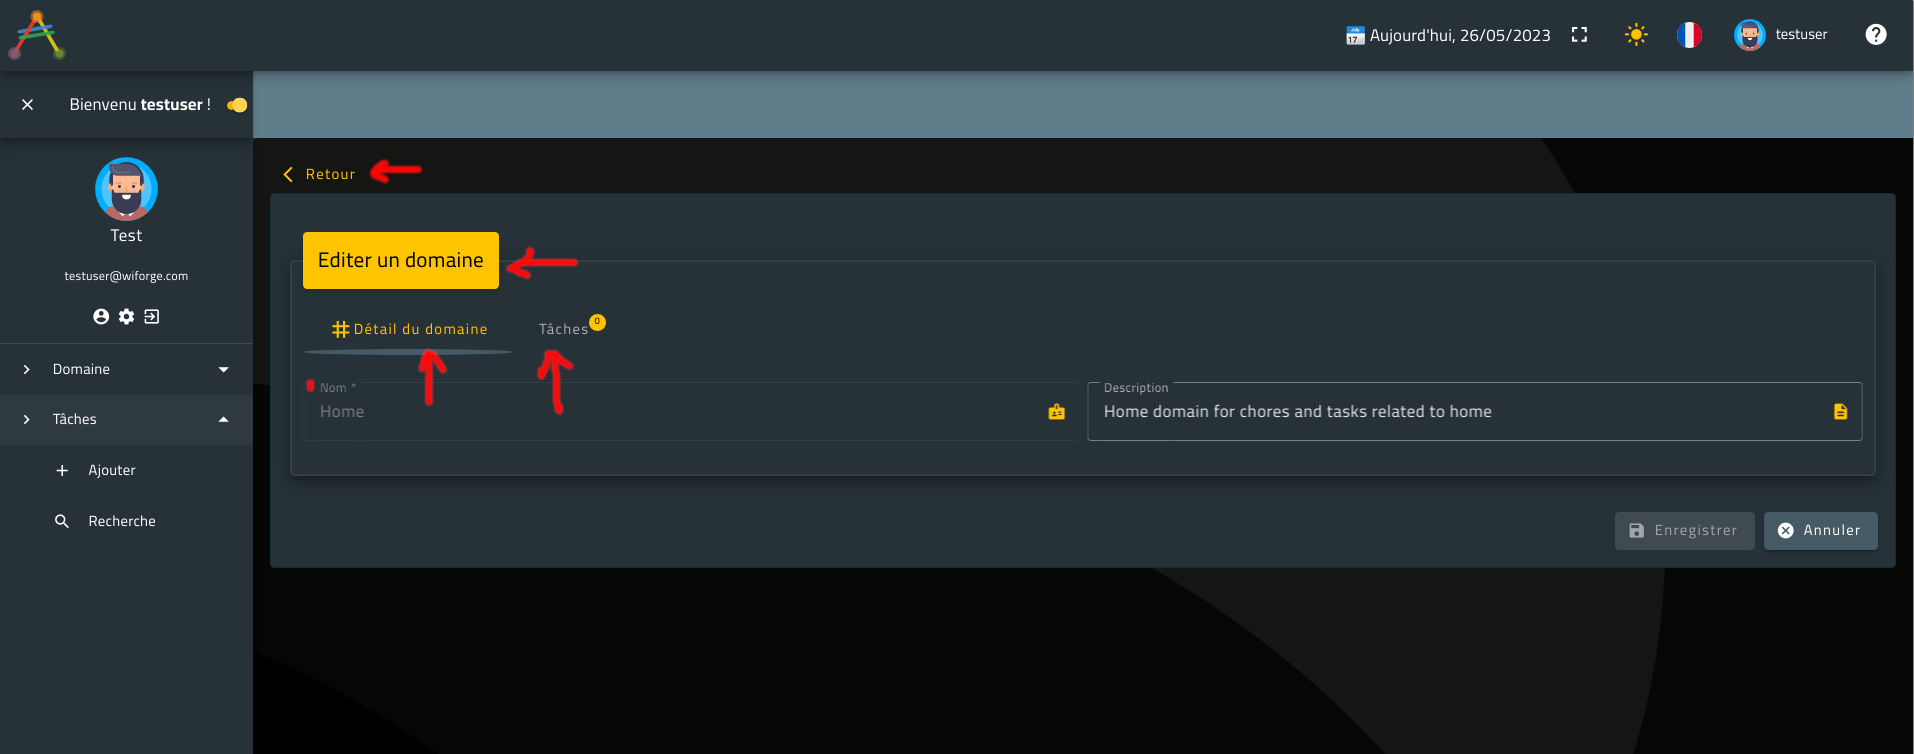 17 Aujourd'hui, 26/05/2023 testuser ?
Bienvenu testuser !
Test
testuser@wiforge.com
Domaine
Tâches
Ajouter
Recherche
Retour
Editer un domaine
Détail du domaine
Tâches 0
Nom *
Home
Description
Home domain for chores and tasks related to home
Enregistrer
Annuler